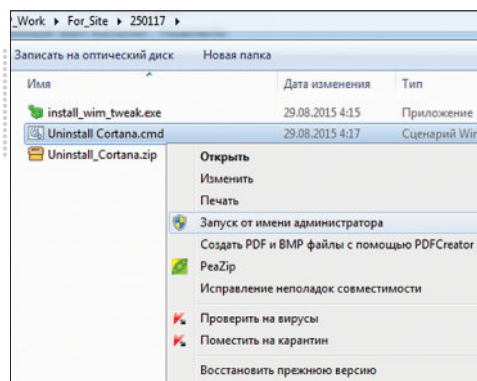 _Work ▸ For_Site ▸ 250117 ▸
Записать на оптический диск Новая папка
Имя Дата изменения Тип
install_wim_tweak.exe 29.08.2015 4:15 Приложение
Uninstall Cortana.cmd 29.08.2015 4:17 Сценарий Win
Uninstall_Cortana.zip
Открыть
Изменить
Печать
Запуск от имени администратора
Создать PDF и BMP файлы с помощью PDFCreator
PeaZip
Исправление неполадок совместимости
Проверить на вирусы
Поместить на карантин
Восстановить прежнюю версию